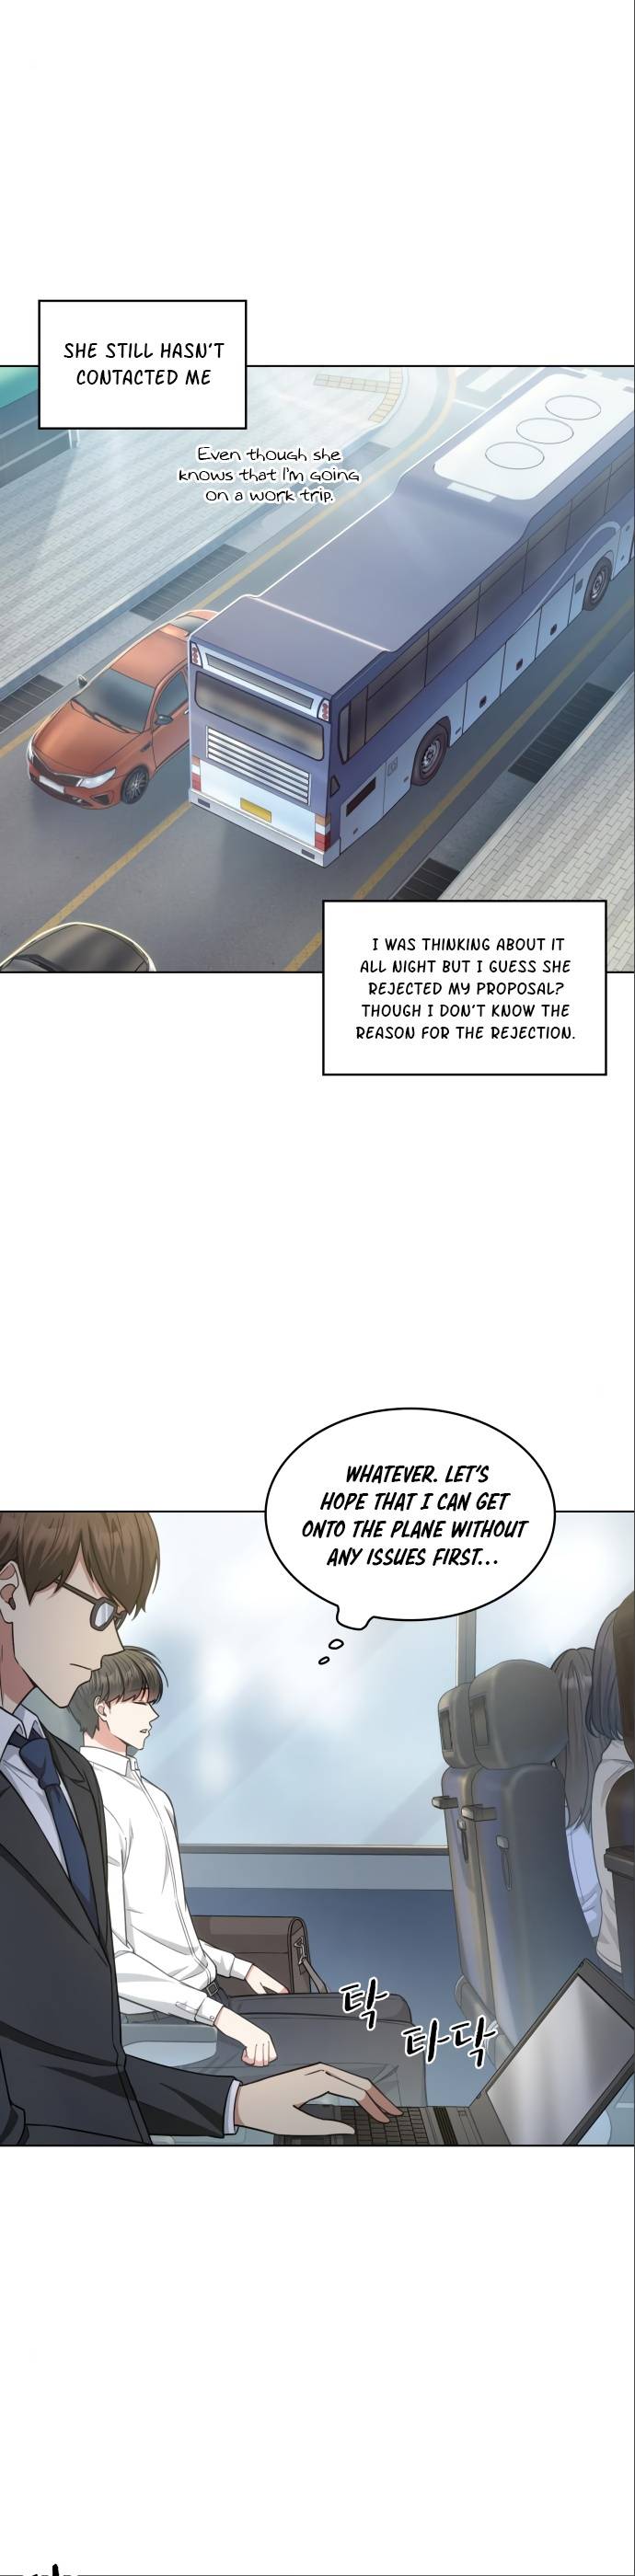 SHE STILL HASN'T
CONTACTED ME
Even though she
knows that I'm going
on a work trip.
I WAS THINKING ABOUT IT
ALL NIGHT BUT I GUESS SHE
REJECTED MY PROPOSAL?
THOUGH I DON'T KNOW THE
REASON FOR THE REJECTION.
WHATEVER. LET'S
HOPE THAT I CAN GET
ONTO THE PLANE WITHOUT
ANY ISSUES FIRST...
탁
타닥